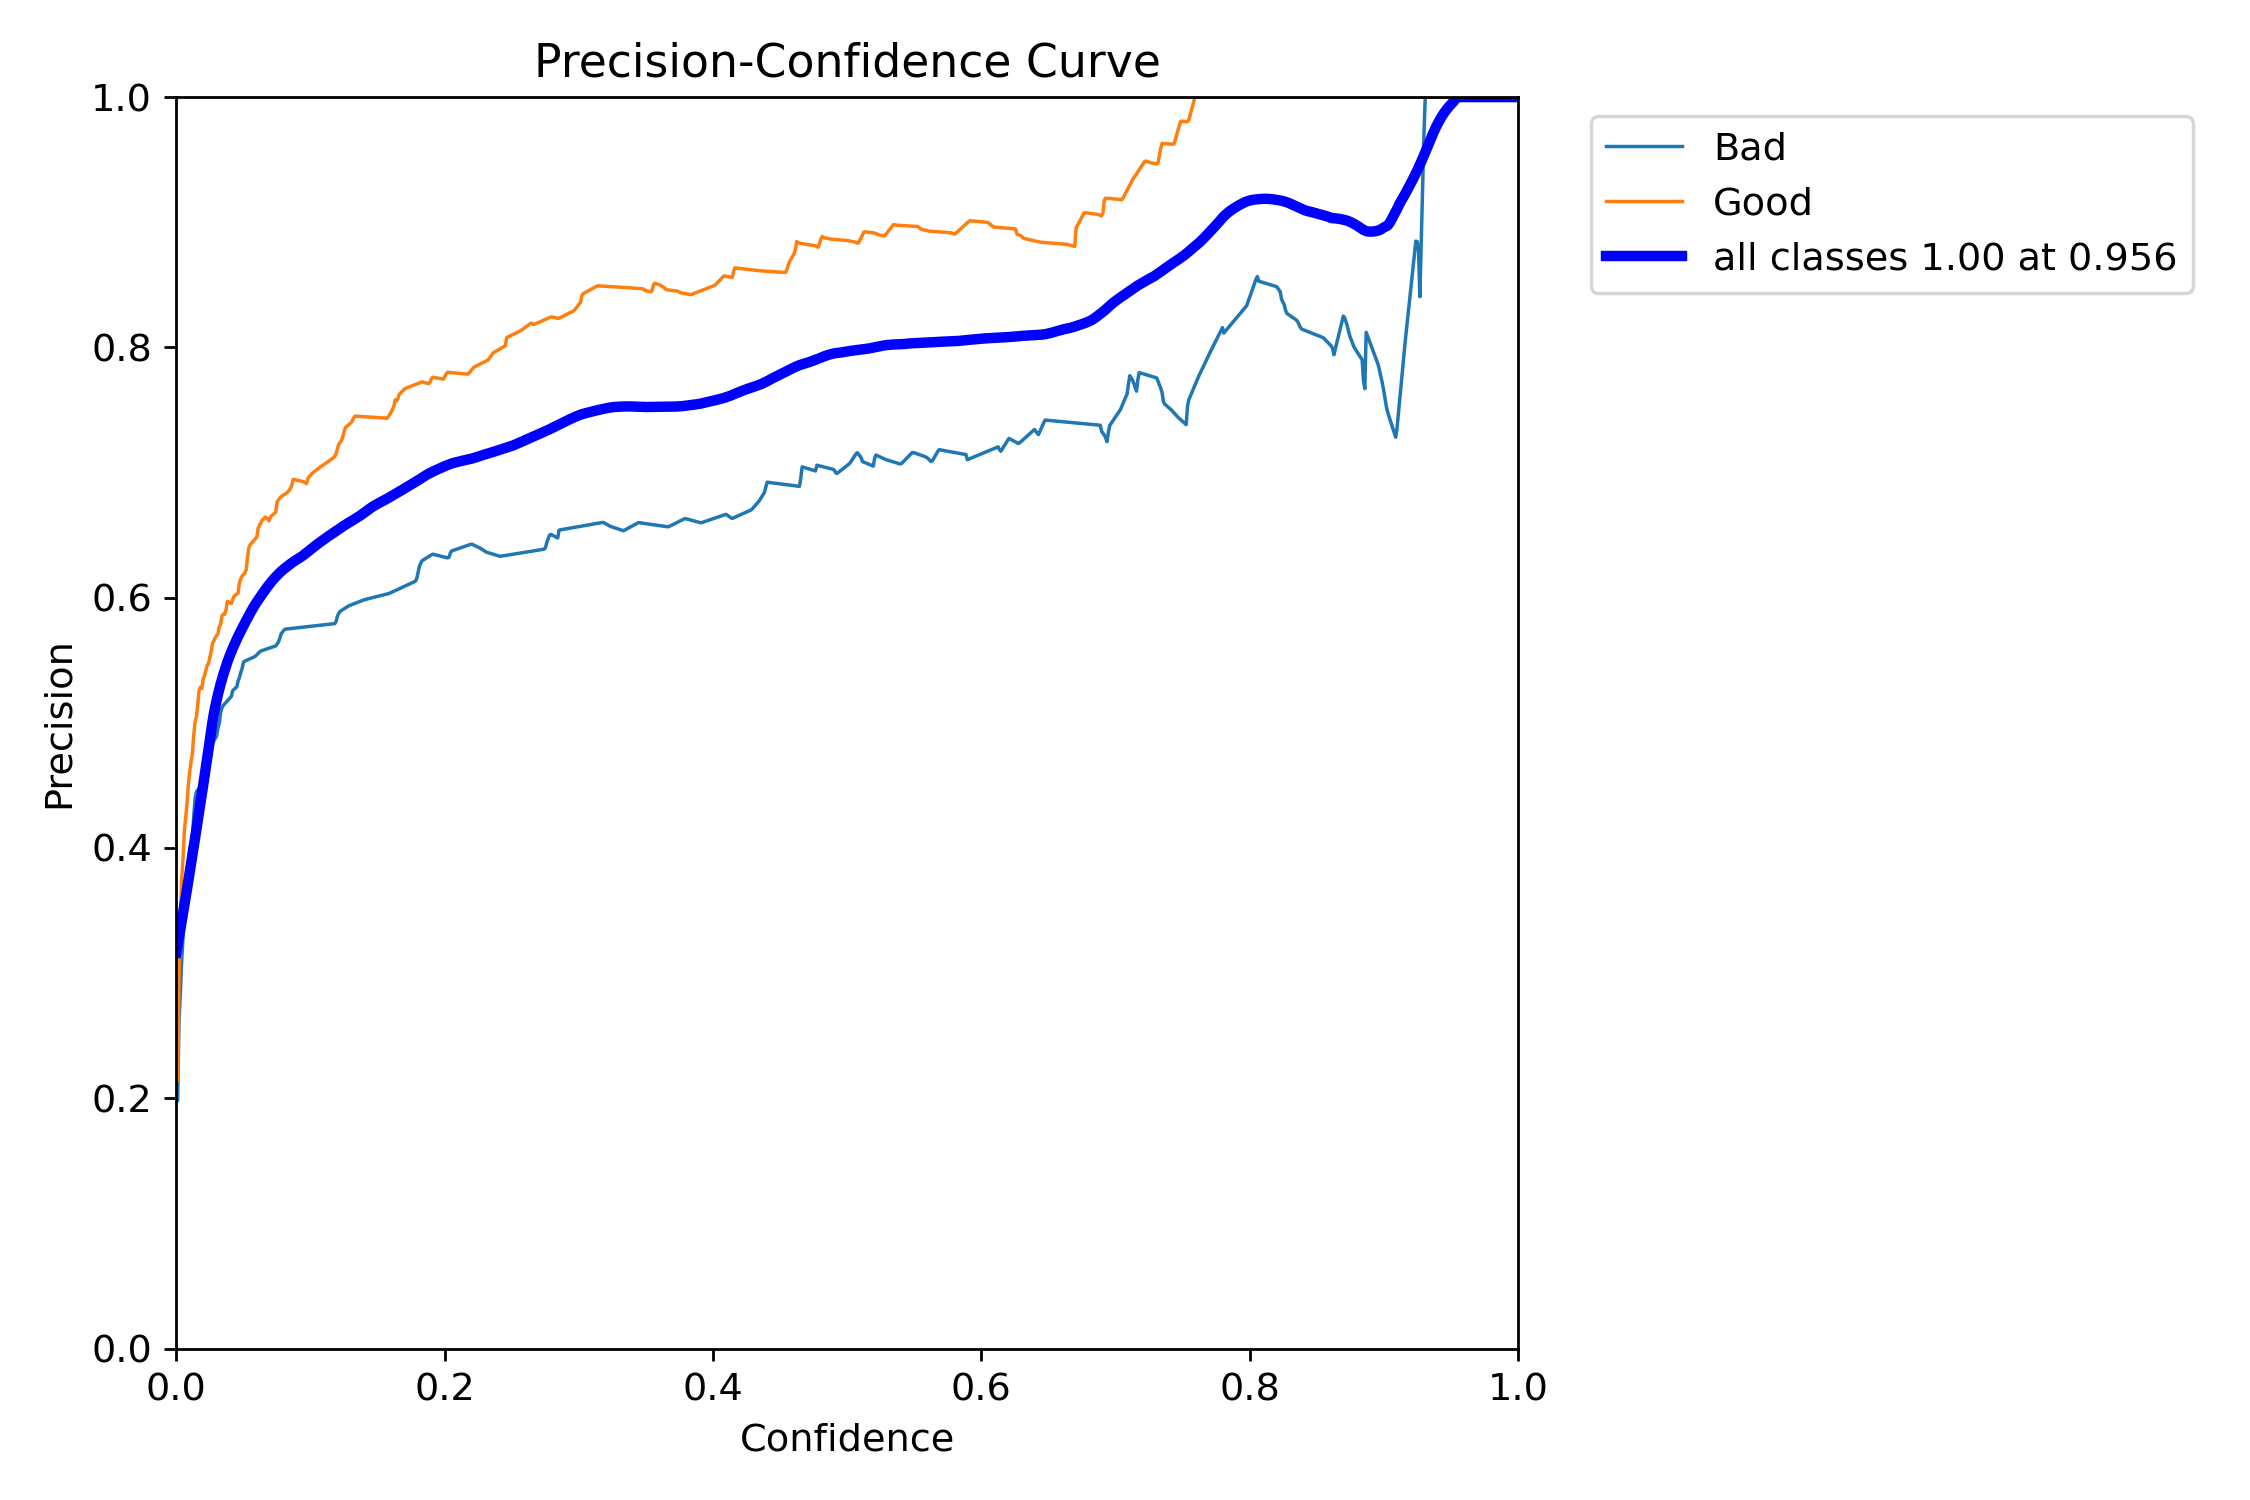 Precision-Confidence Curve
1.0
0.8
0.6
0.4
0.2
0.0
Precision
0.0 0.2 0.4 0.6 0.8 1.0
Confidence
Bad
Good
all classes 1.00 at 0.956